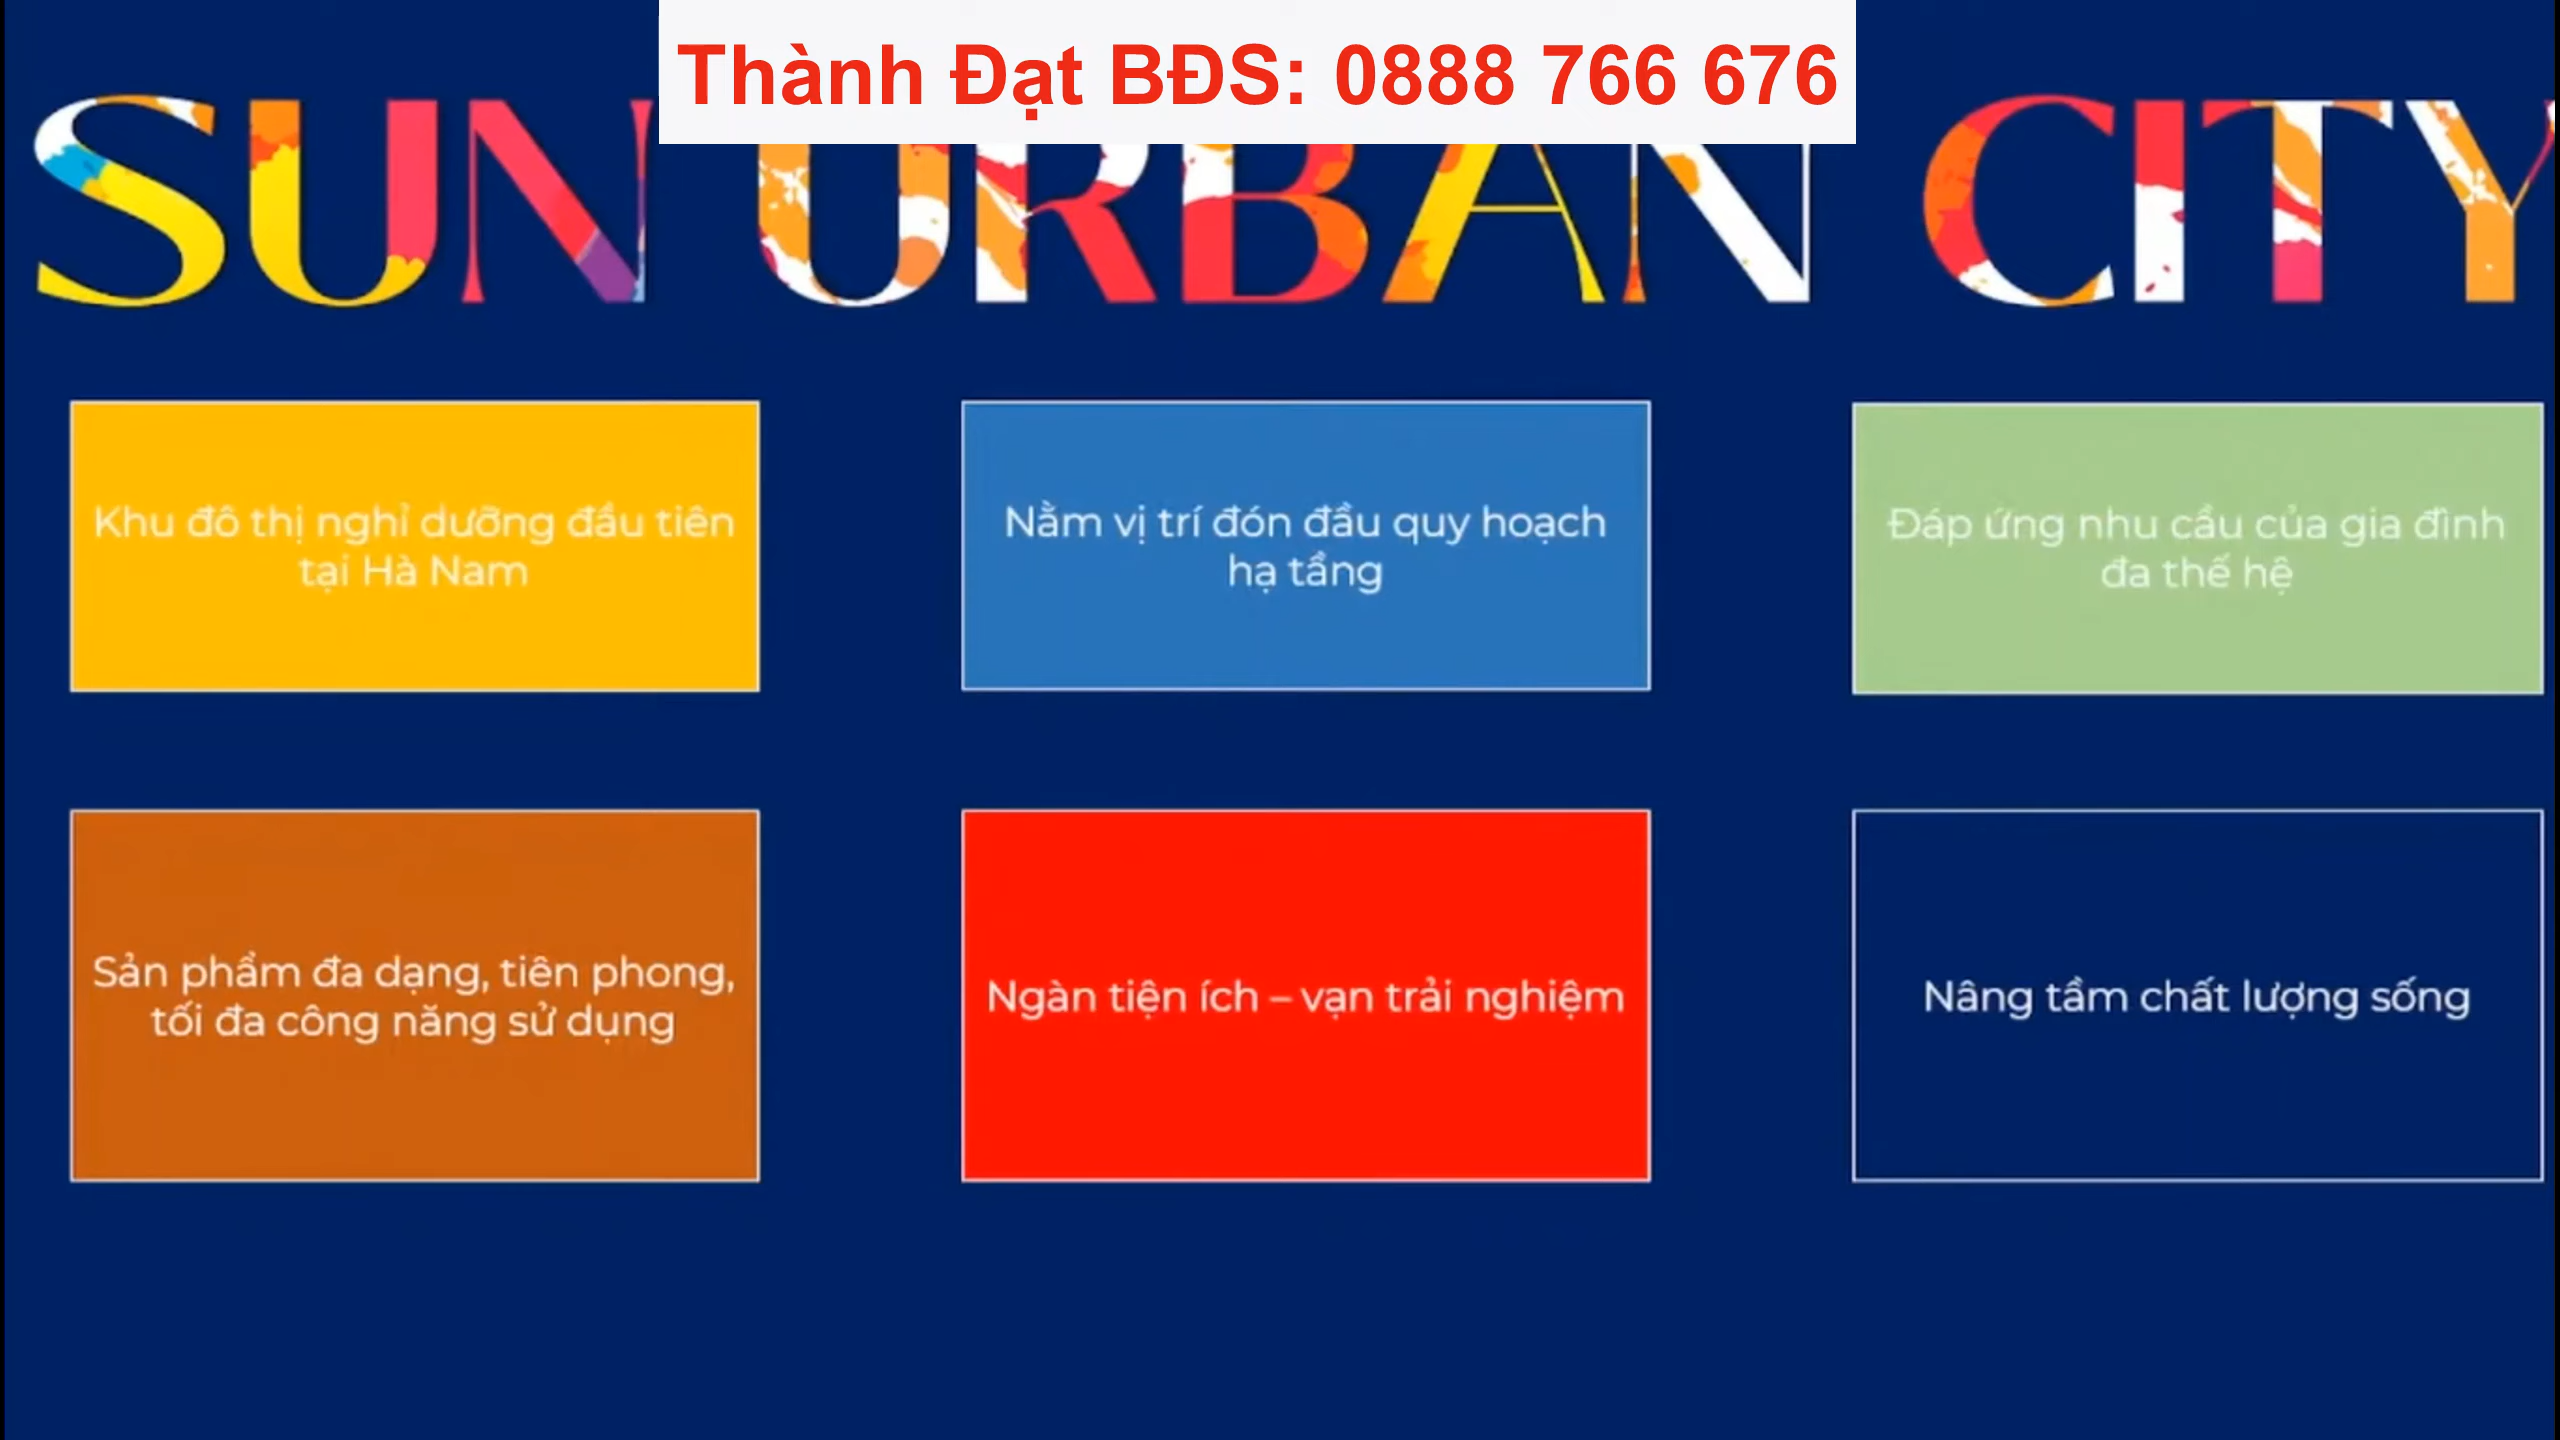 Thành Đạt BĐS: 0888 766 676
SUN URBAN CITY
Khu đô thị nghỉ dưỡng đầu tiên
tại Hà Nam
Nằm vị trí đón đầu quy hoạch
hạ tầng
Đáp ứng nhu cầu của gia đình
đa thế hệ
Sản phẩm đa dạng, tiên phong,
tối đa công năng sử dụng
Ngàn tiện ích – vạn trải nghiệm
Nâng tầm chất lượng sống